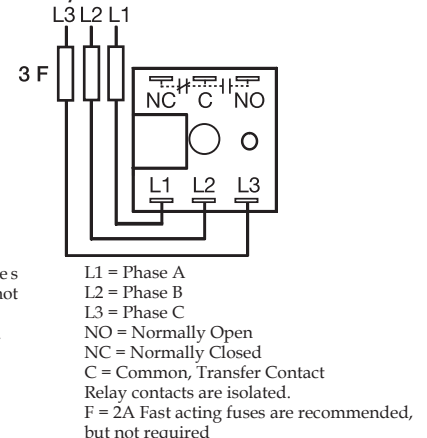 L3 L2 L1
3 F
NC C NO
L1 L2 L3
L1 = Phase A
L2 = Phase B
L3 = Phase C
NO = Normally Open
NC = Normally Closed
C = Common, Transfer Contact
Relay contacts are isolated.
F = 2A Fast acting fuses are recommended,
but not required